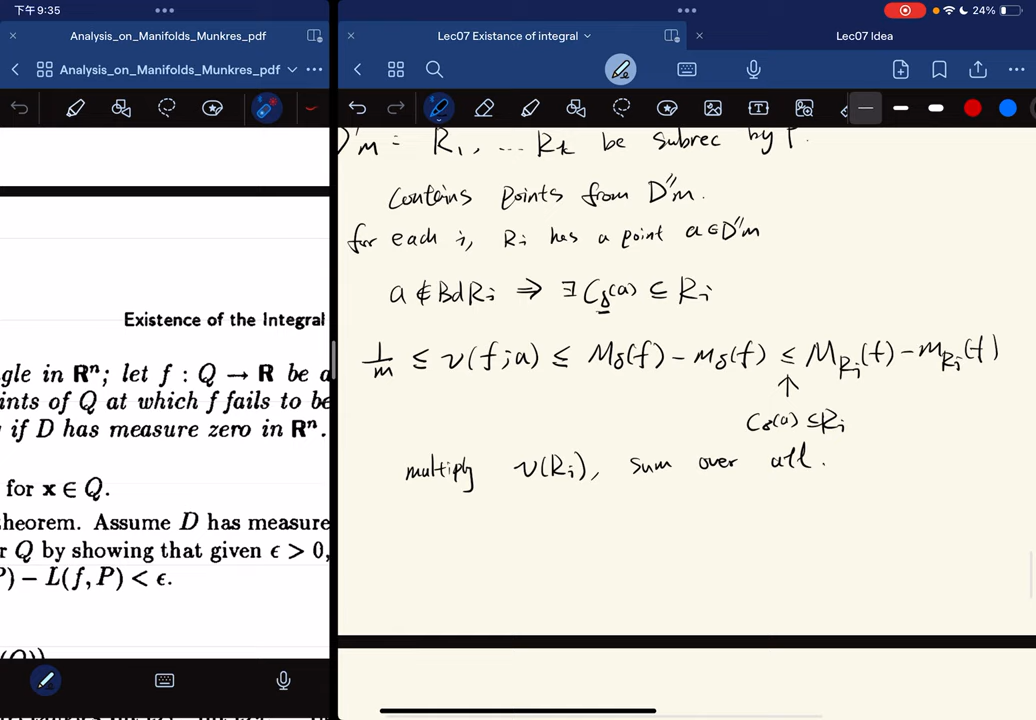 下午9:35
24%
Analysis_on_Manifolds_Munkres_pdf
Lec07 Existance of integral
Lec07 Idea
Analysis_on_Manifolds_Munkres_pdf
Existence of the Integral
gle in Rⁿ; let f : Q → R be a
ints of Q at which f fails to be
if D has measure zero in Rⁿ.
for x ∈ Q.
heorem. Assume D has measure
r Q by showing that given ϵ > 0,
P) − L(f, P) < ϵ.
(Q))
D'm = R₁, ... Rk be subrec by P.
Contains points from D''m.
for each i, Ri has a point a ∈ D''m
a ∉ Bd Ri ⇒ ∃ Cδ(a) ⊆ Ri
1/m ≤ ν(f;a) ≤ Mδ(f) − mδ(f) ≤ MRi(f) − mRi(f)
↑
Cδ(a) ⊆ Ri
multiply v(Ri), sum over all.